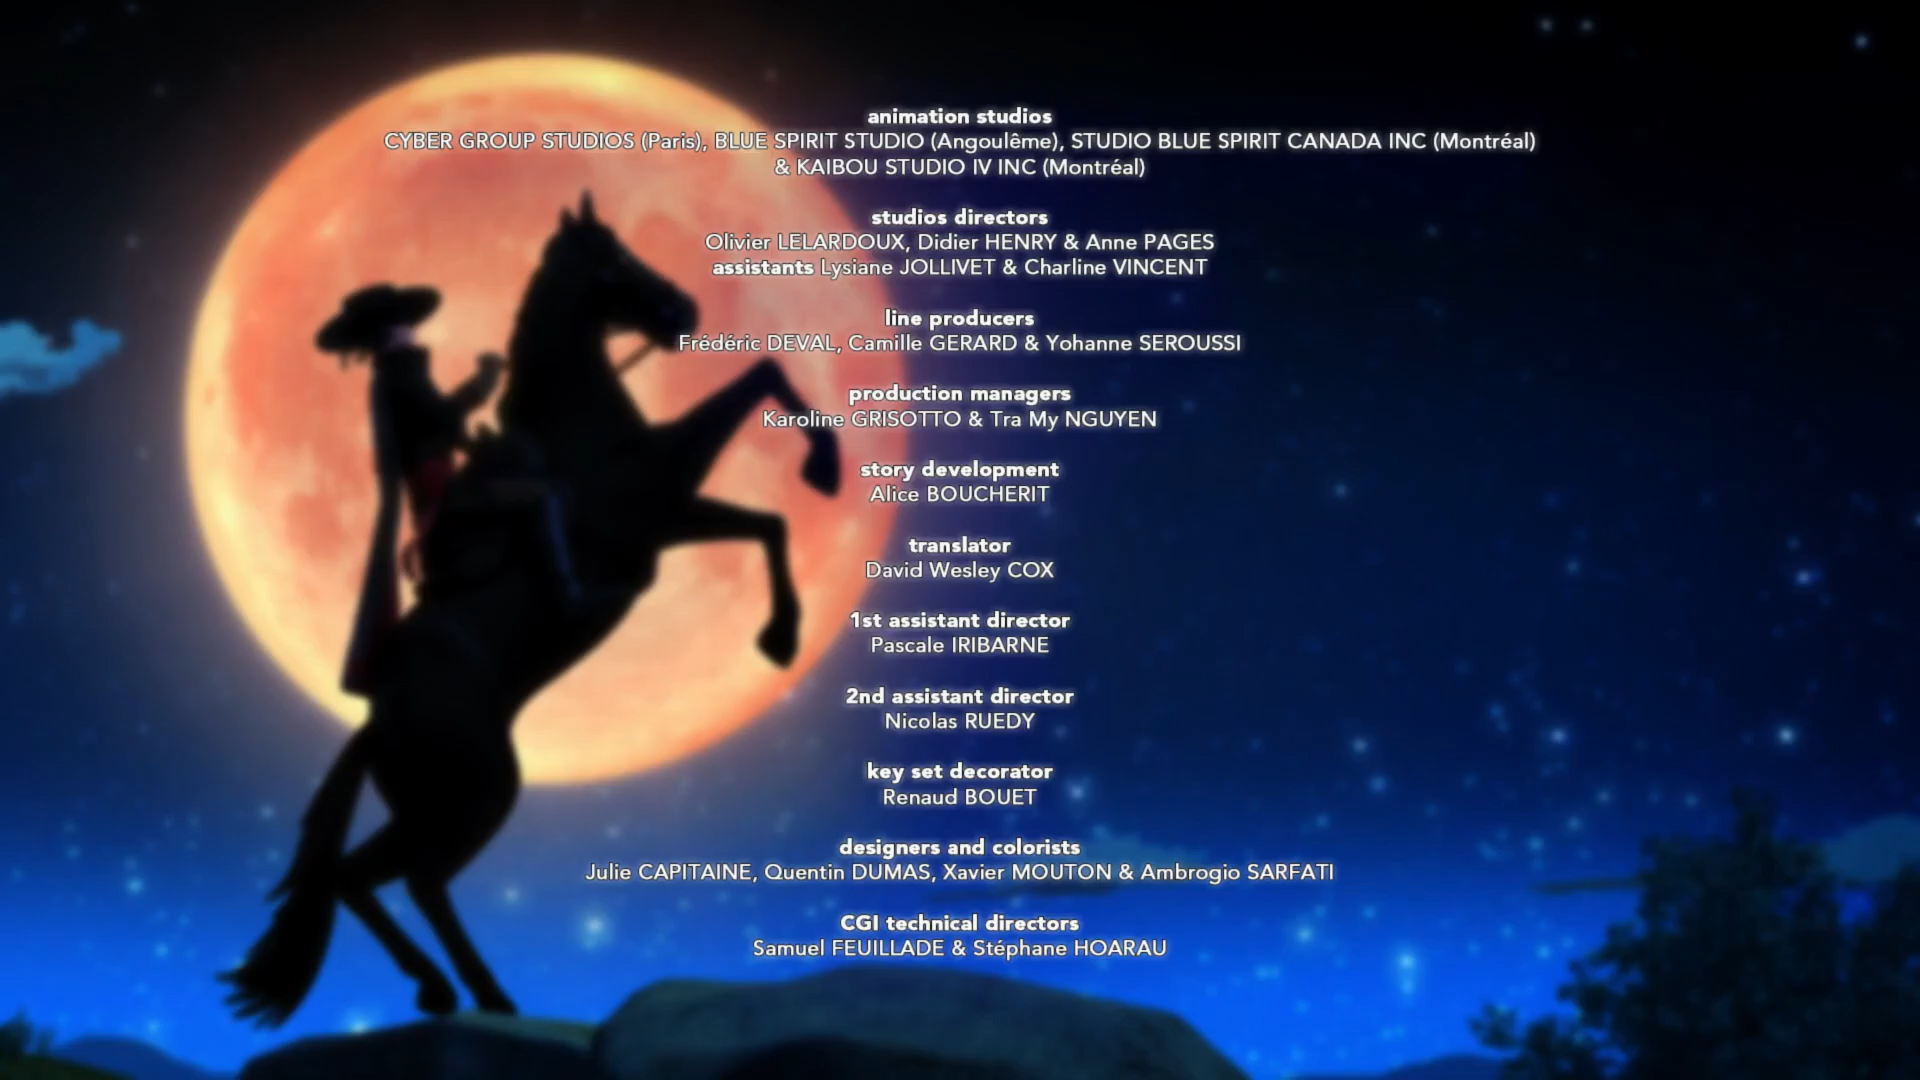 animation studios
CYBER GROUP STUDIOS (Paris), BLUE SPIRIT STUDIO (Angoulême), STUDIO BLUE SPIRIT CANADA INC (Montréal)
& KAIBOU STUDIO IV INC (Montréal)
studios directors
Olivier LELARDOUX, Didier HENRY & Anne PAGES
assistants Lysiane JOLLIVET & Charline VINCENT
line producers
Frédéric DEVAL, Camille GERARD & Yohanne SEROUSSI
production managers
Karoline GRISOTTO & Tra My NGUYEN
story development
Alice BOUCHERIT
translator
David Wesley COX
1st assistant director
Pascale IRIBARNE
2nd assistant director
Nicolas RUEDY
key set decorator
Renaud BOUET
designers and colorists
Julie CAPITAINE, Quentin DUMAS, Xavier MOUTON & Ambrogio SARFATI
CGI technical directors
Samuel FEUILLADE & Stéphane HOARAU